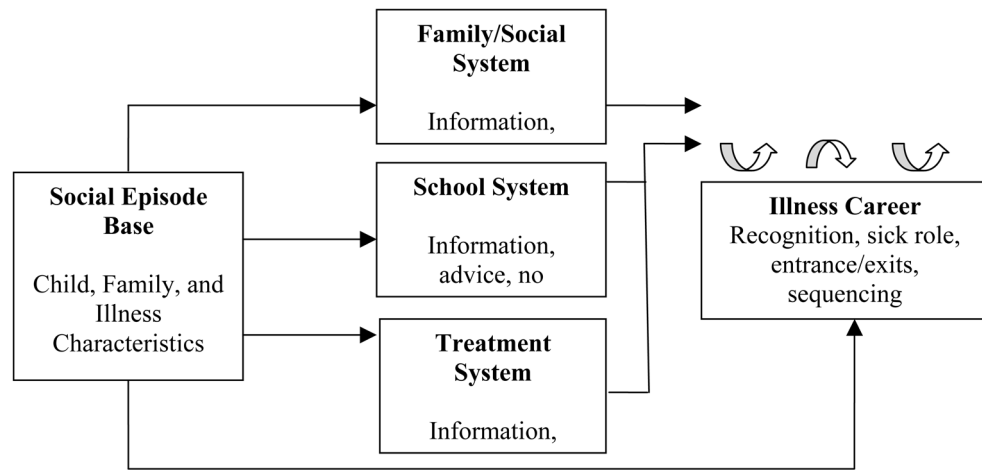 Family/Social
System
Information,
Social Episode
Base
Child, Family, and
Illness
Characteristics
School System
Information,
advice, no
Treatment
System
Information,
Illness Career
Recognition, sick role,
entrance/exits,
sequencing